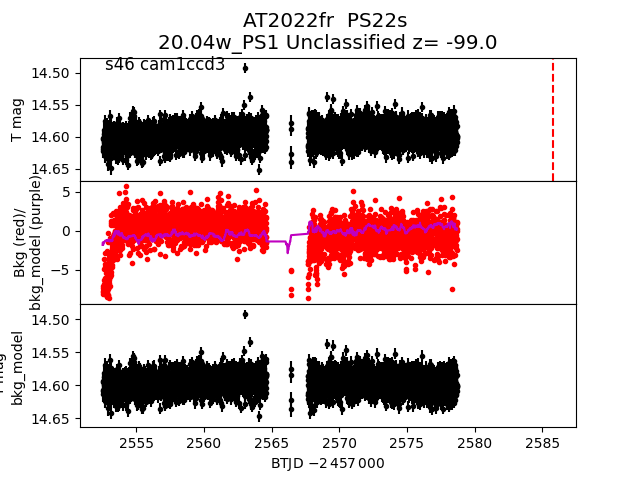 AT2022fr  PS22s
20.04w_PS1 Unclassified z= -99.0
s46 cam1ccd3
14.50
14.55
14.60
14.65
T mag
5
0
−5
Bkg (red)/
bkg_model (purple)
14.50
14.55
14.60
14.65
bkg_model
2555 2560 2565 2570 2575 2580 2585
BTJD −2 457 000